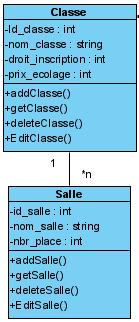 Classe
-Id_classe : int
-nom_classe : string
-droit_inscription : int
-prix_ecolage : int
+addClasse()
+getClasse()
+deleteClasse()
+EditClasse()
1
*n
Salle
-id_salle : int
-nom_salle : string
-nbr_place : int
+addSalle()
+getSalle()
+deleteSalle()
+EditSalle()